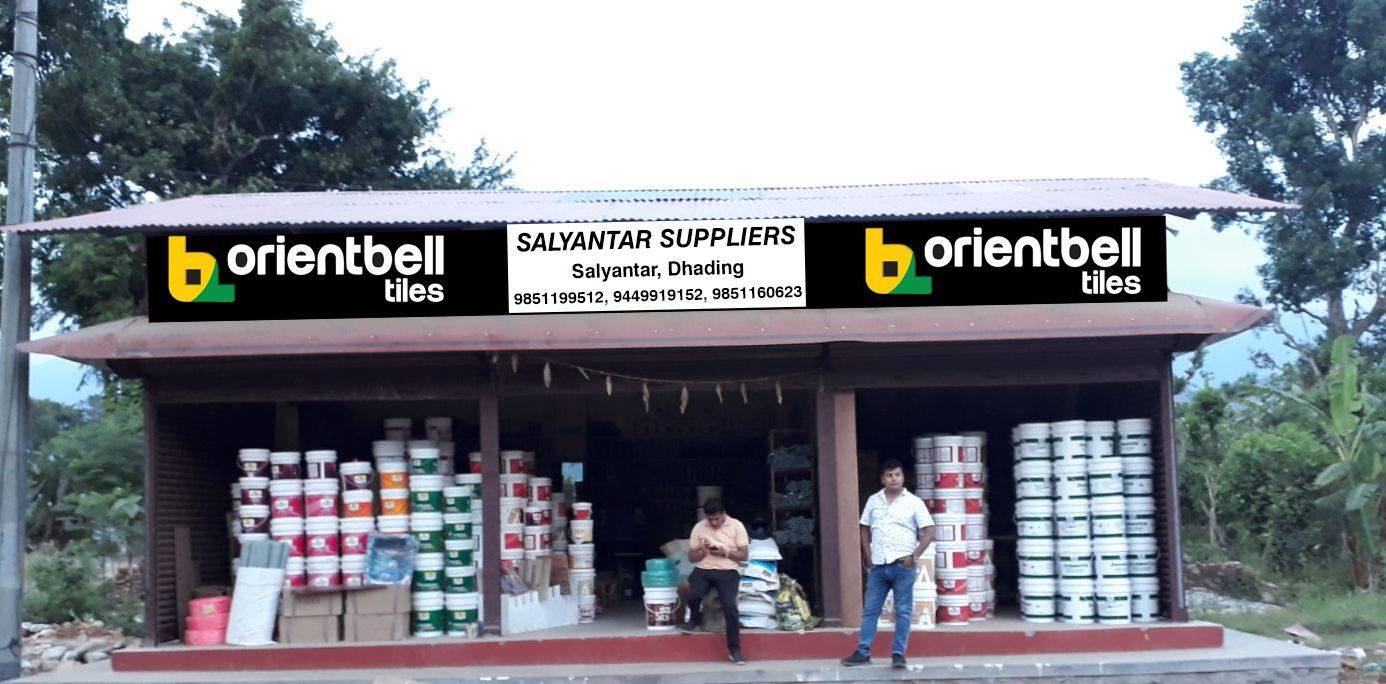 orientbell
tiles
SALYANTAR SUPPLIERS
Salyantar, Dhading
9851199512, 9449919152, 9851160623
orientbell
tiles